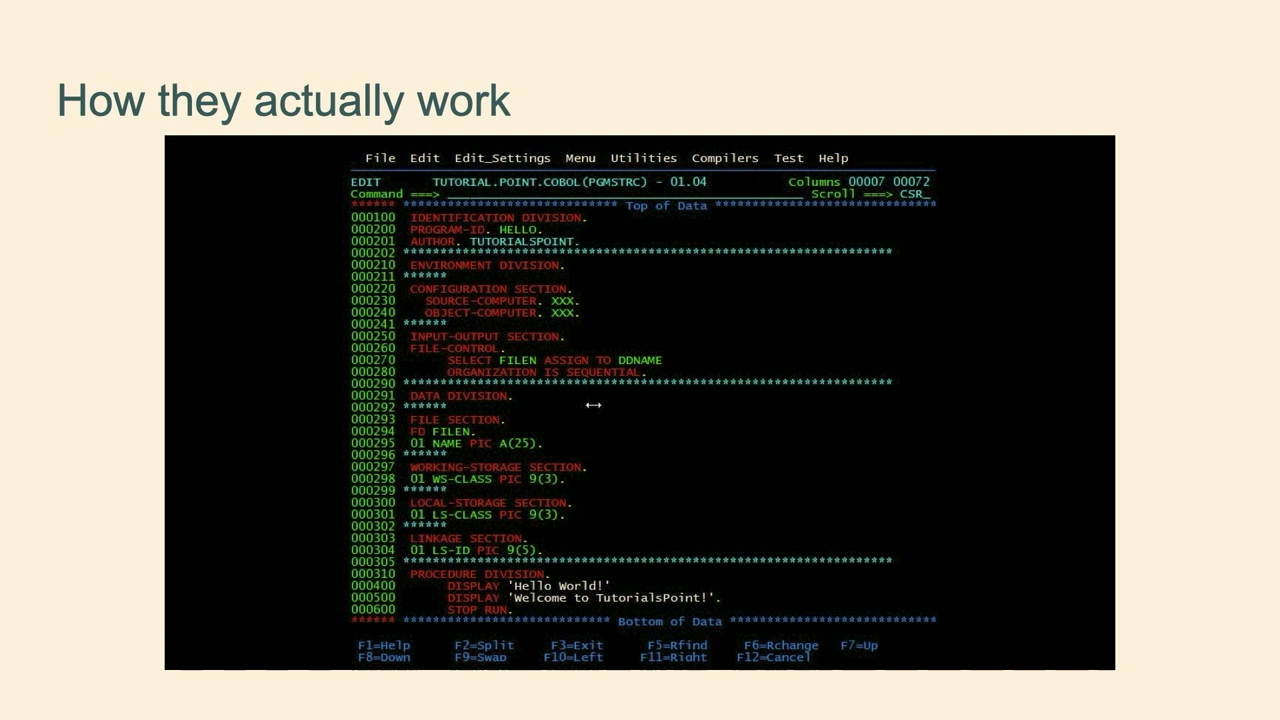 How they actually work
File Edit Edit_Settings Menu Utilities Compilers Test Help
EDIT TUTORIAL.POINT.COBOL(PGMSTRC) - 01.04 Columns 00007 00072
Command ===> Scroll ===> CSR_
****** **************************** Top of Data ******************************
000100 IDENTIFICATION DIVISION.
000200 PROGRAM-ID. HELLO.
000201 AUTHOR. TUTORIALSPOINT.
000202 ******************************************************************
000210 ENVIRONMENT DIVISION.
000211 ******
000220 CONFIGURATION SECTION.
000230 SOURCE-COMPUTER. XXX.
000240 OBJECT-COMPUTER. XXX.
000241 ******
000250 INPUT-OUTPUT SECTION.
000260 FILE-CONTROL.
000270 SELECT FILEN ASSIGN TO DDNAME
000280 ORGANIZATION IS SEQUENTIAL.
000290 ******************************************************************
000291 DATA DIVISION.
000292 ******
000293 FILE SECTION.
000294 FD FILEN.
000295 01 NAME PIC A(25).
000296 ******
000297 WORKING-STORAGE SECTION.
000298 01 WS-CLASS PIC 9(3).
000299 ******
000300 LOCAL-STORAGE SECTION.
000301 01 LS-CLASS PIC 9(3).
000302 ******
000303 LINKAGE SECTION.
000304 01 LS-ID PIC 9(5).
000305 ******************************************************************
000310 PROCEDURE DIVISION.
000400 DISPLAY 'Hello World!'
000500 DISPLAY 'Welcome to TutorialsPoint!'.
000600 STOP RUN.
****** **************************** Bottom of Data ****************************
F1=Help F2=Split F3=Exit F5=Rfind F6=Rchange F7=Up
F8=Down F9=Swap F10=Left F11=Right F12=Cancel